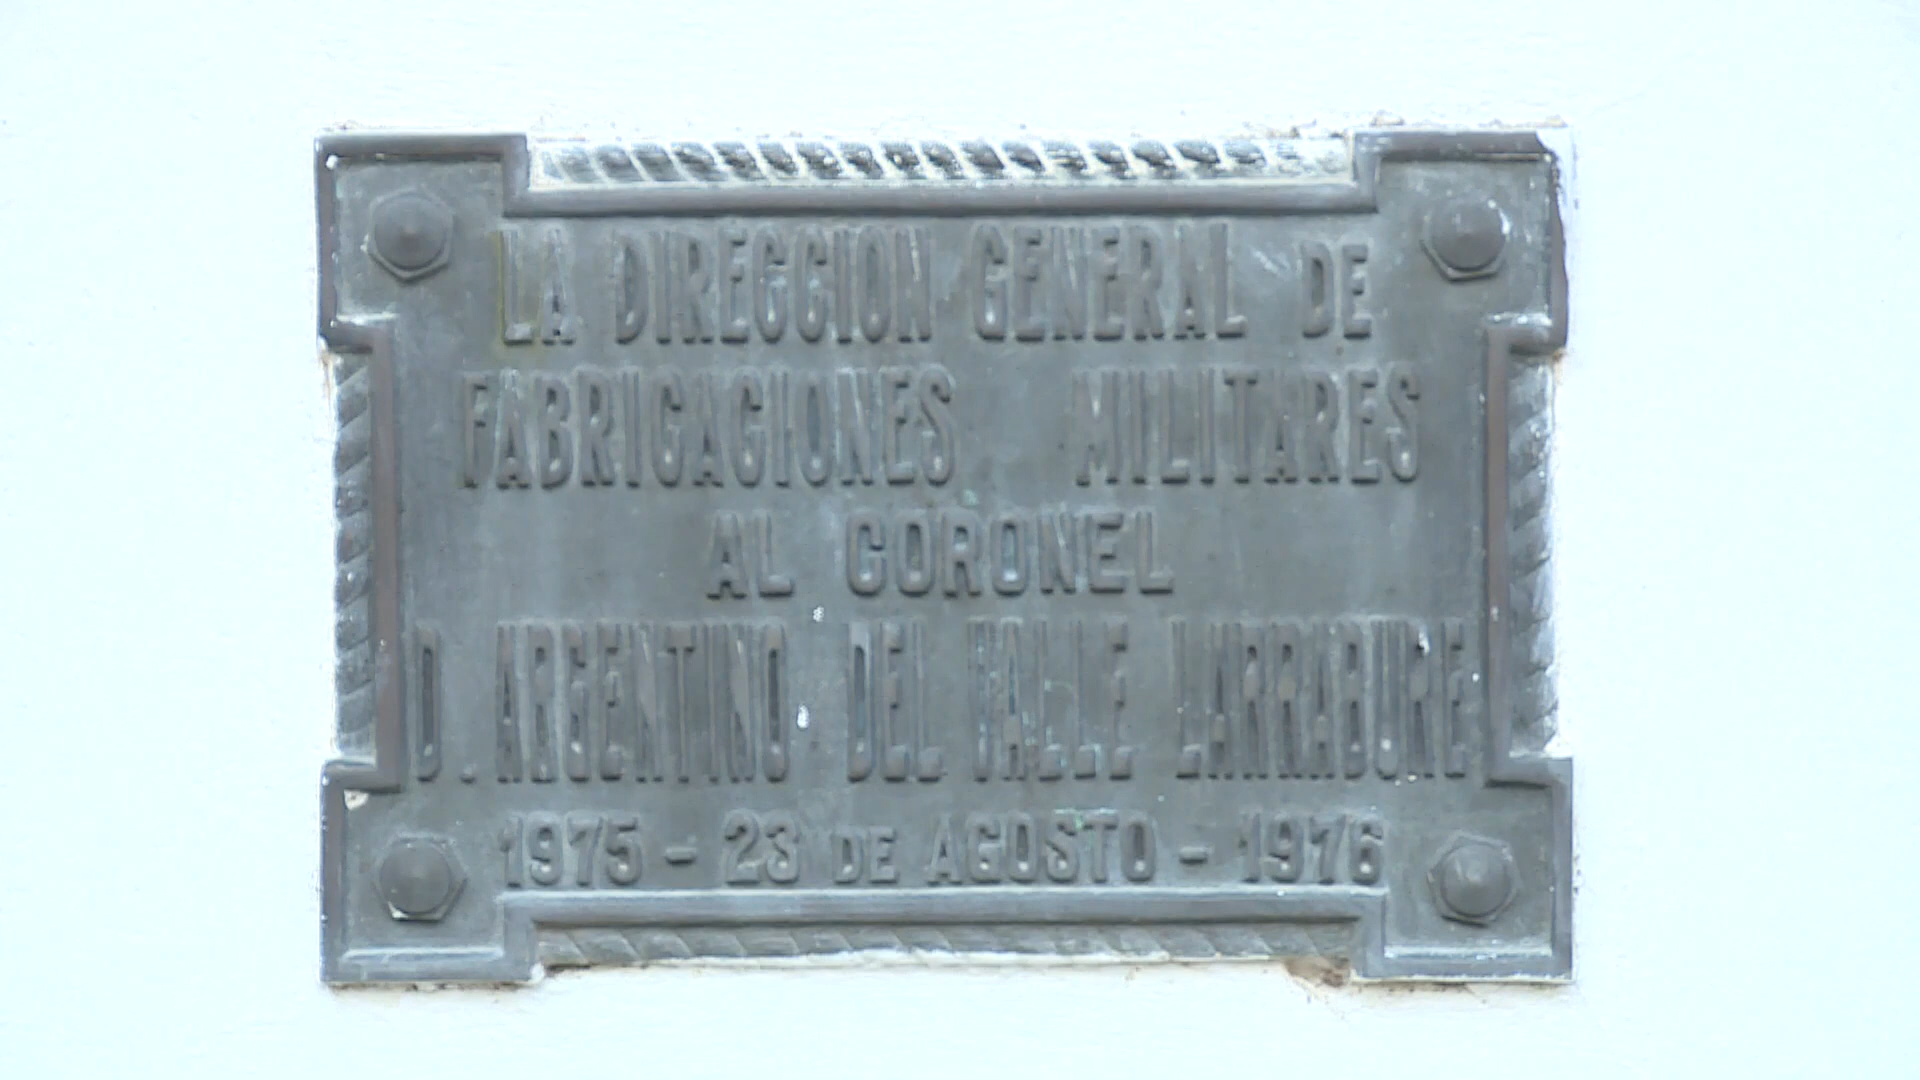 LA DIRECCION GENERAL DE
FABRICACIONES MILITARES
AL CORONEL
D. ARGENTINO DEL VALLE LARRABURE
1975 - 23 DE AGOSTO - 1976